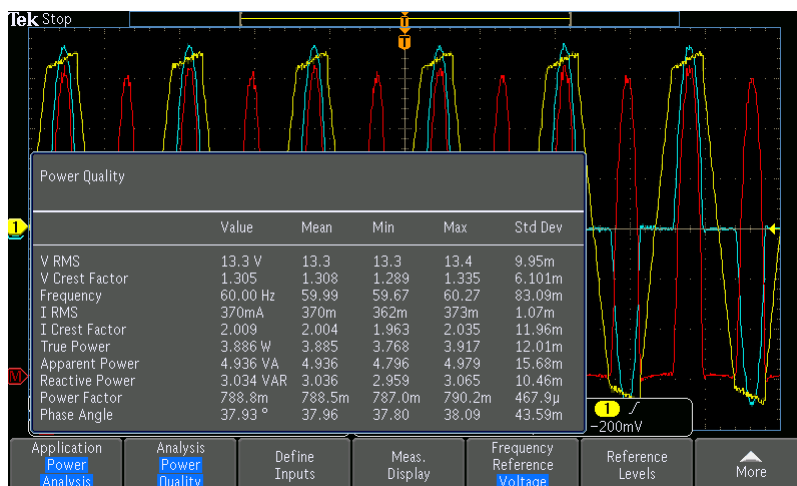 Tek Stop
T
T
1
Power Quality
Value Mean Min Max Std Dev
V RMS 13.3 V 13.3 13.3 13.4 9.95m
V Crest Factor 1.305 1.308 1.289 1.335 6.101m
Frequency 60.00 Hz 59.99 59.67 60.27 83.09m
I RMS 370mA 370m 362m 373m 1.07m
I Crest Factor 2.009 2.004 1.963 2.035 11.96m
True Power 3.886 W 3.885 3.768 3.917 12.01m
Apparent Power 4.936 VA 4.936 4.796 4.979 15.68m
M
Reactive Power 3.034 VAR 3.036 2.959 3.065 10.46m
Power Factor 788.8m 788.5m 787.0m 790.2m 467.9µ
Phase Angle 37.93 ° 37.96 37.80 38.09 43.59m
1
-200mV
Application Power Analysis
Analysis Power Quality
Define Inputs
Meas. Display
Frequency Reference Voltage
Reference Levels
More